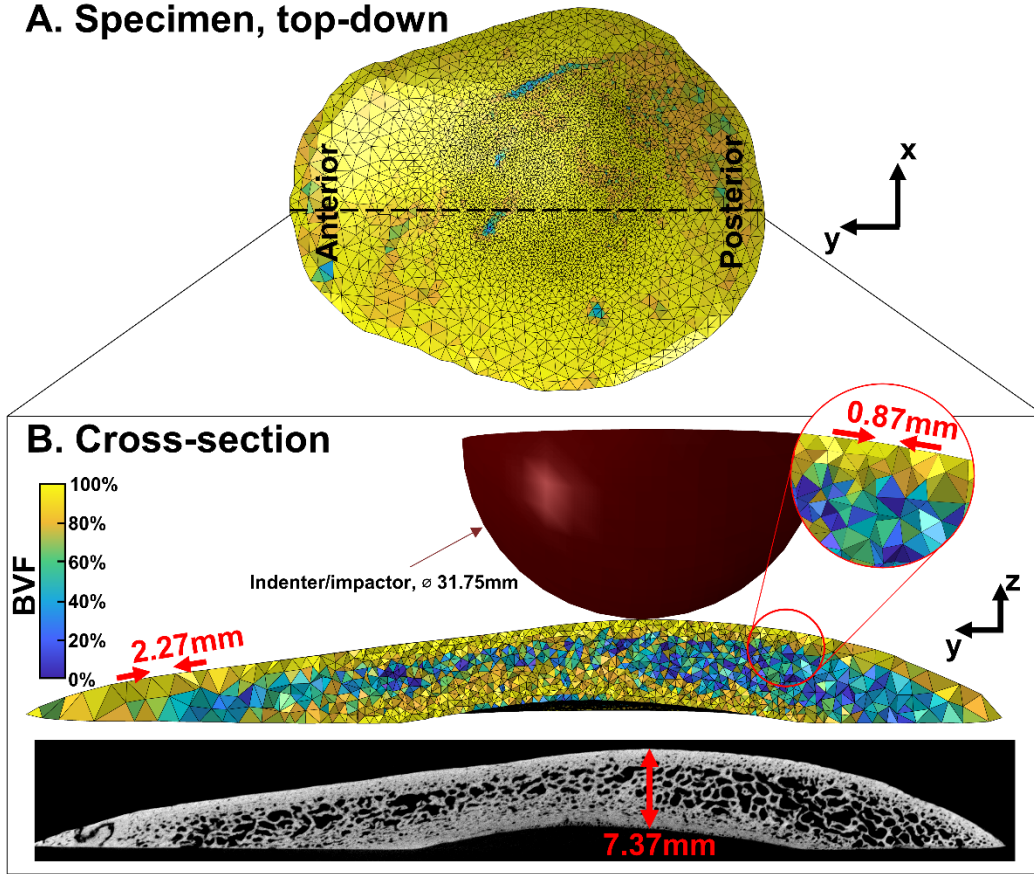 A. Specimen, top-down
Anterior
Posterior
x
y
B. Cross-section
0.87mm
100%
80%
60%
40%
20%
0%
BVF
Indenter/impactor, ⌀ 31.75mm
2.27mm
z
y
7.37mm